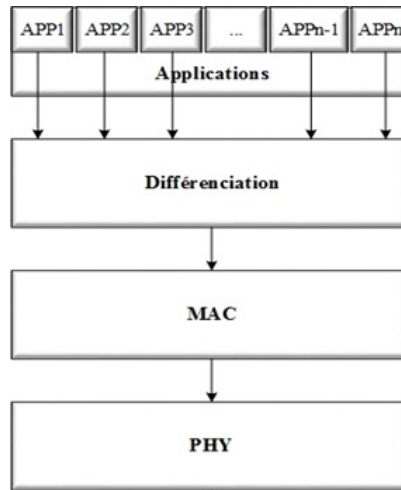 APP1 APP2 APP3 ... APPn-1 APPn
Applications
Différenciation
MAC
PHY